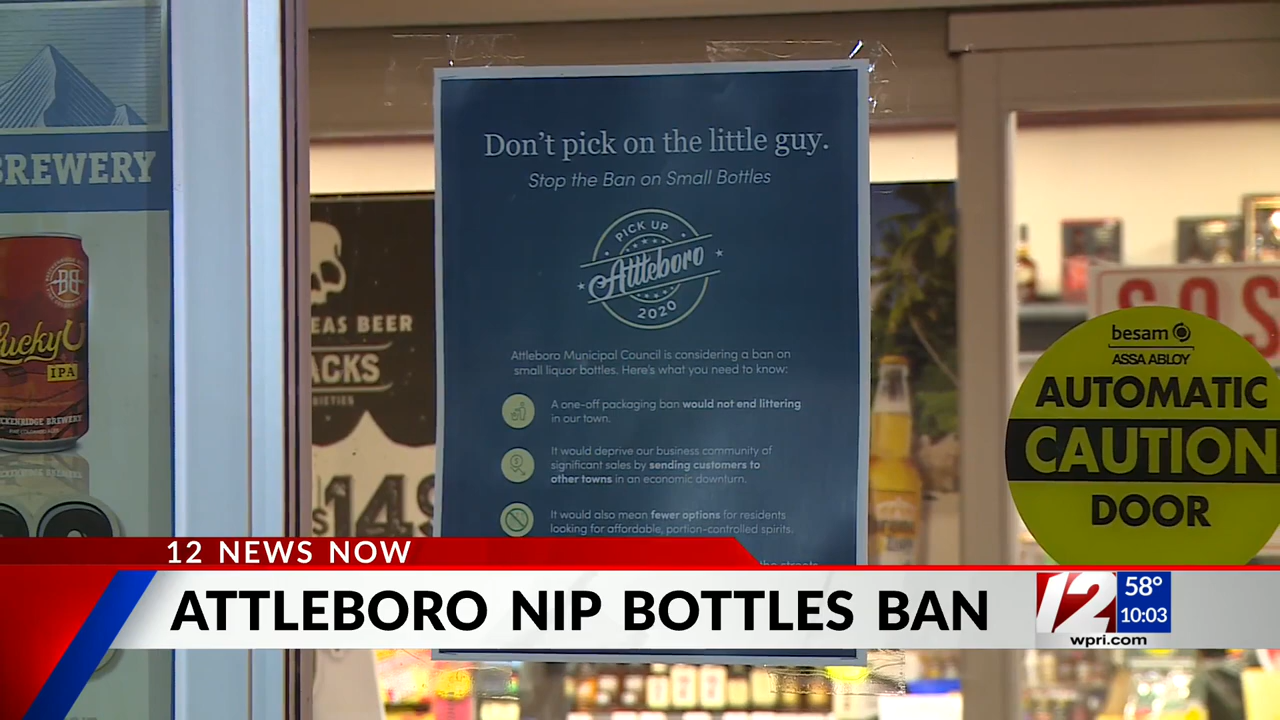 BREWERY
Lucky U
IPA
BEER
Don't pick on the little guy.
Stop the Ban on Small Bottles
PICK UP
Attleboro
2020
Attleboro Municipal Council is considering a ban on
small liquor bottles. Here's what you need to know:
A one-off packaging ban would not end littering
in our town.
It would deprive our business community of
significant sales by sending customers to
other towns in an economic downturn.
It would also mean fewer options for residents
looking for affordable, portion-controlled spirits.
the streets
SOS
besam
ASSA ABLOY
AUTOMATIC
CAUTION
DOOR
12 NEWS NOW
ATTLEBORO NIP BOTTLES BAN
12
58°
10:03
wpri.com